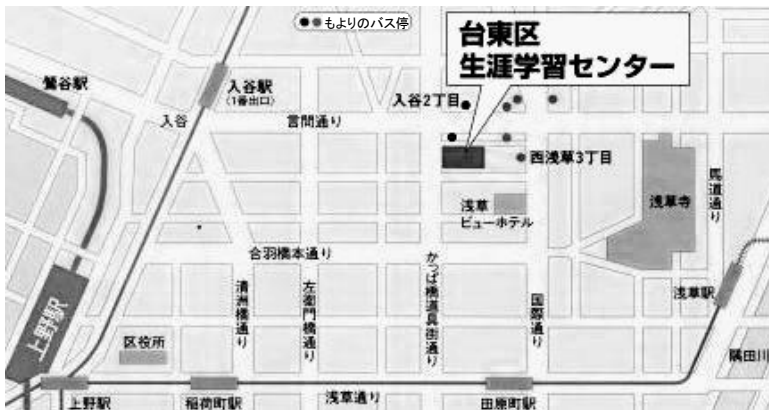 ●●もよりのバス停
台東区
生涯学習センター
鶯谷駅
入谷駅
(1番出口)
入谷
言問通り
入谷2丁目
西浅草3丁目
浅草
ビューホテル
浅草寺
馬道通り
合羽橋本通り
清洲橋通り
左衛門橋通り
かっぱ橋道具街通り
国際通り
浅草駅
隅田川
上野駅
区役所
上野駅
稲荷町駅
浅草通り
田原町駅